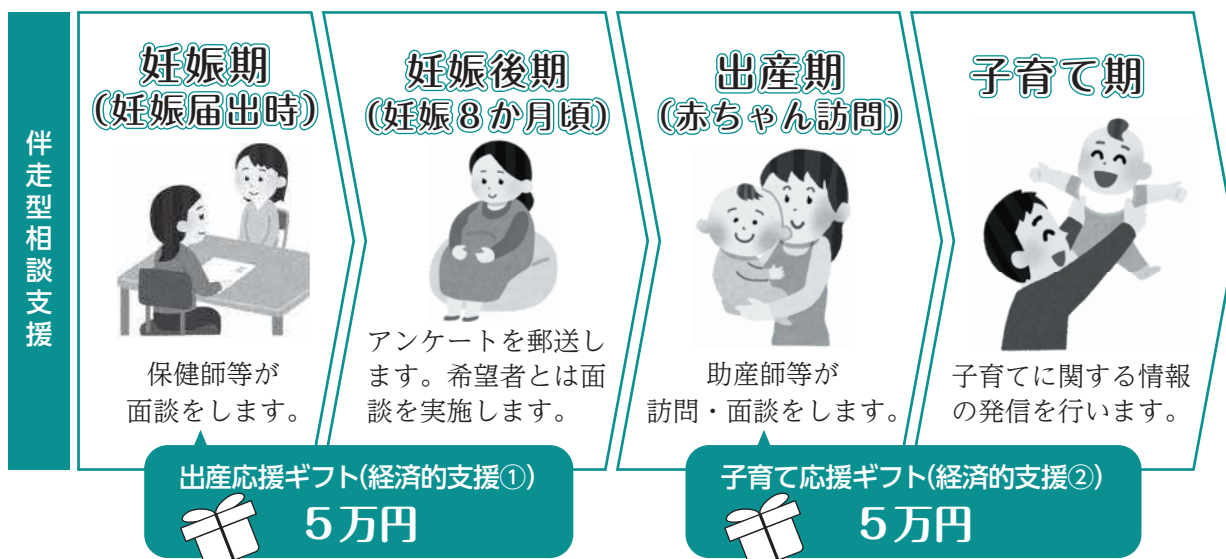 伴走型相談支援
妊娠期
(妊娠届出時)
保健師等が
面談をします。
妊娠後期
(妊娠8か月頃)
アンケートを郵送し
ます。希望者とは面
談を実施します。
出産期
(赤ちゃん訪問)
助産師等が
訪問・面談をします。
子育て期
子育てに関する情報
の発信を行います。
出産応援ギフト(経済的支援①)
5万円
子育て応援ギフト(経済的支援②)
5万円